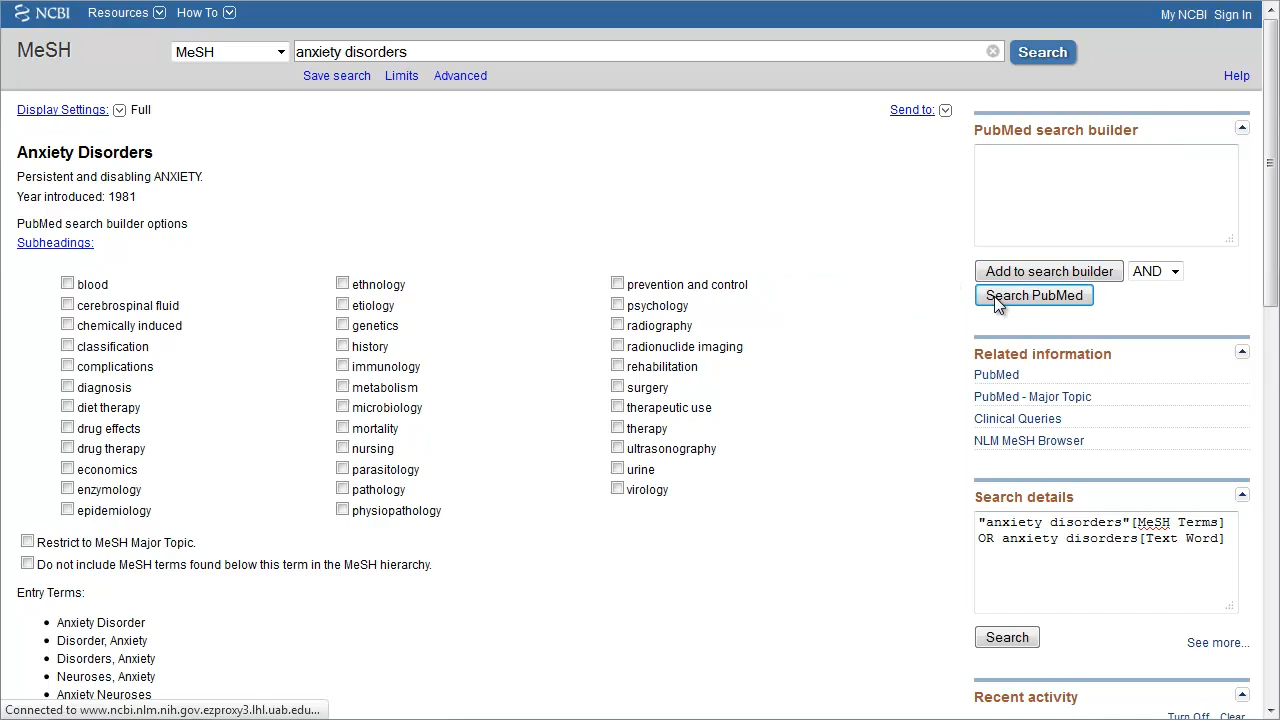 NCBI Resources How To My NCBI Sign In
MeSH MeSH anxiety disorders Search
Save search Limits Advanced Help
Display Settings: Full Send to:
Anxiety Disorders
Persistent and disabling ANXIETY.
Year introduced: 1981
PubMed search builder options
Subheadings:
blood
cerebrospinal fluid
chemically induced
classification
complications
diagnosis
diet therapy
drug effects
drug therapy
economics
enzymology
epidemiology
ethnology
etiology
genetics
history
immunology
metabolism
microbiology
mortality
nursing
parasitology
pathology
physiopathology
prevention and control
psychology
radiography
radionuclide imaging
rehabilitation
surgery
therapeutic use
therapy
ultrasonography
urine
virology
Restrict to MeSH Major Topic.
Do not include MeSH terms found below this term in the MeSH hierarchy.
Entry Terms:
Anxiety Disorder
Disorder, Anxiety
Disorders, Anxiety
Neuroses, Anxiety
Anxiety Neuroses
Connected to www.ncbi.nlm.nih.gov.ezproxy3.lhl.uab.edu...
PubMed search builder
Add to search builder AND
Search PubMed
Related information
PubMed
PubMed - Major Topic
Clinical Queries
NLM MeSH Browser
Search details
"anxiety disorders"[MeSH Terms]
OR anxiety disorders[Text Word]
Search
See more...
Recent activity
Turn Off Clear